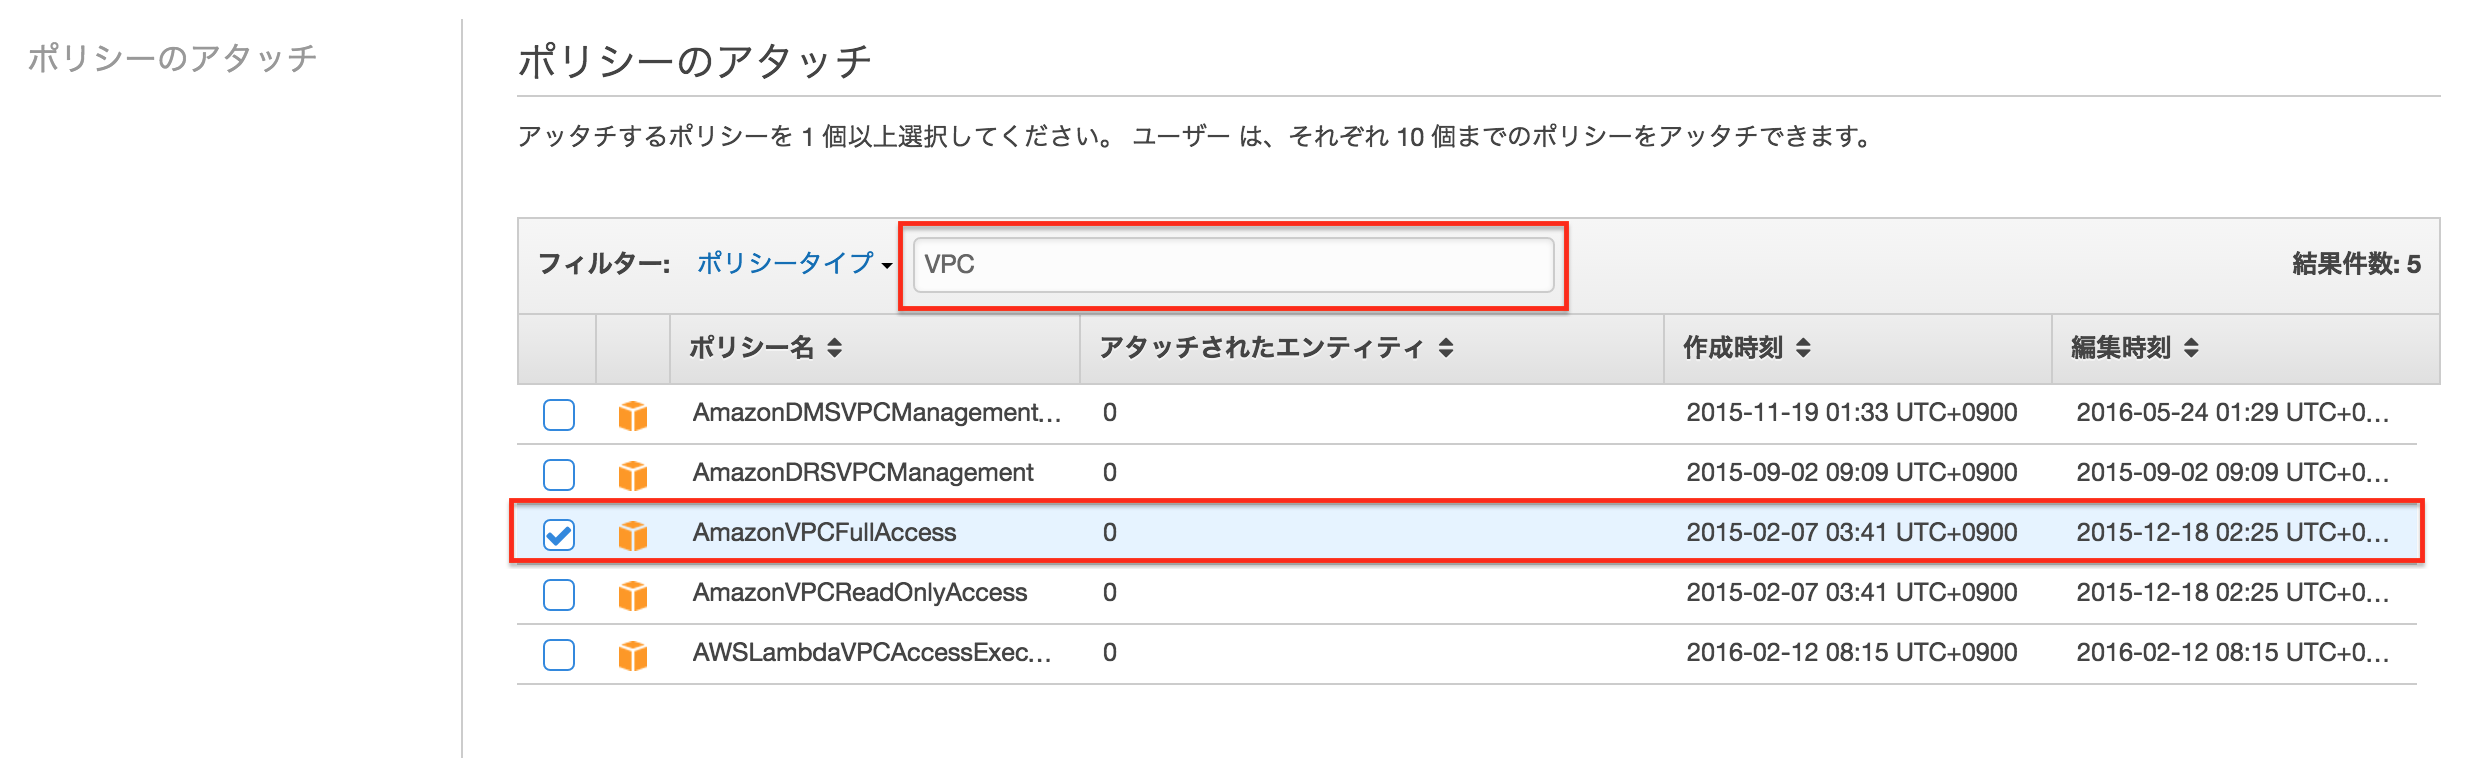 ポリシーのアタッチ
ポリシーのアタッチ
アッタチするポリシーを 1 個以上選択してください。 ユーザー は、それぞれ 10 個までのポリシーをアッタチできます。
フィルター: ポリシータイプ VPC 結果件数: 5
ポリシー名 アタッチされたエンティティ 作成時刻 編集時刻
AmazonDMSVPCManagement... 0 2015-11-19 01:33 UTC+0900 2016-05-24 01:29 UTC+0...
AmazonDRSVPCManagement 0 2015-09-02 09:09 UTC+0900 2015-09-02 09:09 UTC+0...
AmazonVPCFullAccess 0 2015-02-07 03:41 UTC+0900 2015-12-18 02:25 UTC+0...
AmazonVPCReadOnlyAccess 0 2015-02-07 03:41 UTC+0900 2015-12-18 02:25 UTC+0...
AWSLambdaVPCAccessExec... 0 2016-02-12 08:15 UTC+0900 2016-02-12 08:15 UTC+0...